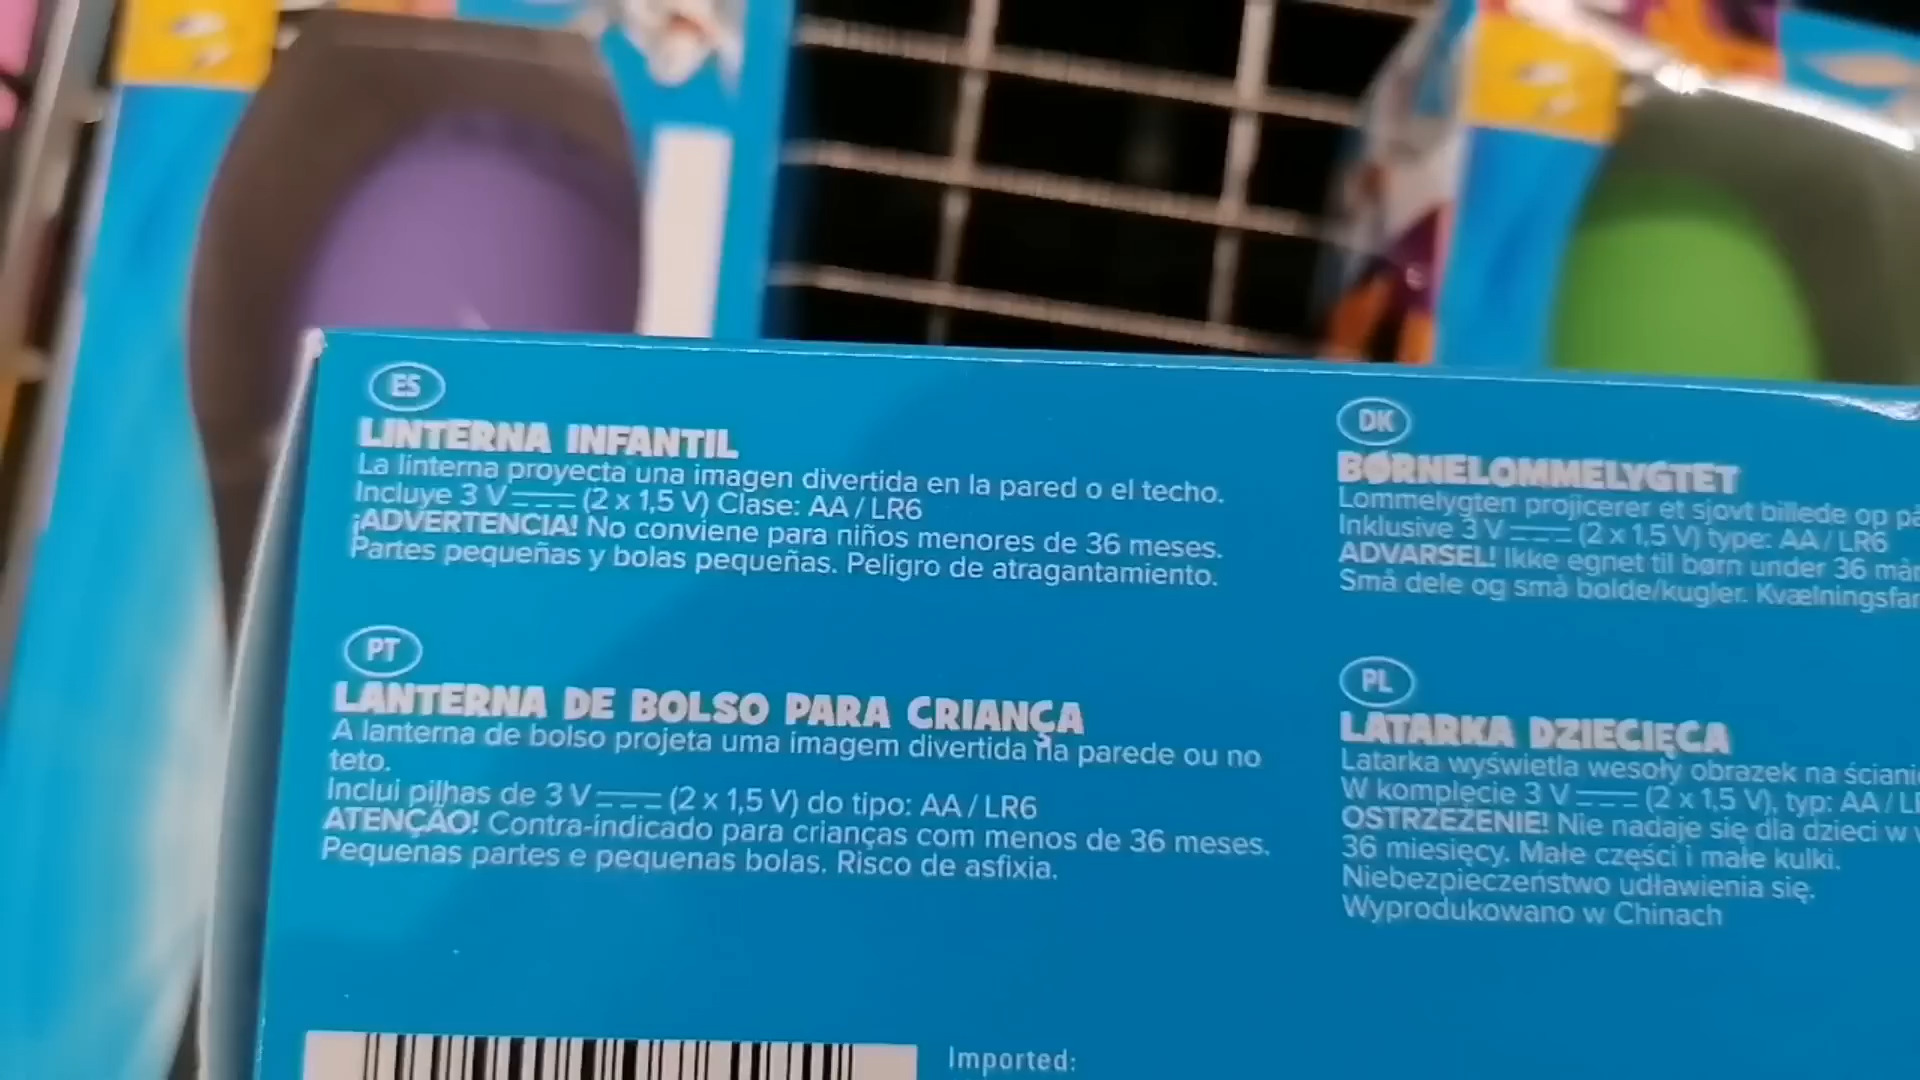 ES
LINTERNA INFANTIL
La linterna proyecta una imagen divertida en la pared o el techo.
Incluye 3 V (2 x 1,5 V) Clase: AA / LR6
¡ADVERTENCIA! No conviene para niños menores de 36 meses.
Partes pequeñas y bolas pequeñas. Peligro de atragantamiento.
PT
LANTERNA DE BOLSO PARA CRIANÇA
A lanterna de bolso projeta uma imagem divertida na parede ou no
teto.
Inclui pilhas de 3 V (2 x 1,5 V) do tipo: AA / LR6
ATENÇÃO! Contra-indicado para crianças com menos de 36 meses.
Pequenas partes e pequenas bolas. Risco de asfixia.
DK
BØRNELOMMELYGTET
Lommelygten projicerer et sjovt billede op på
Inklusive 3 V (2 x 1,5 V) type: AA / LR6
ADVARSEL! Ikke egnet til børn under 36
Små dele og små bolde/kugler.
PL
LATARKA DZIECIĘCA
Latarka wyświetla wesoły obrazek na
W komplęcie 3 V (2 x 1,5 V), typ: AA /
OSTRZEŻENIE! Nie nadaje się dla dzieci w
36 miesięcy. Małe części i małe kulki.
Niebezpieczeństwo udławienia się.
Wyprodukowano w Chinach
Imported: